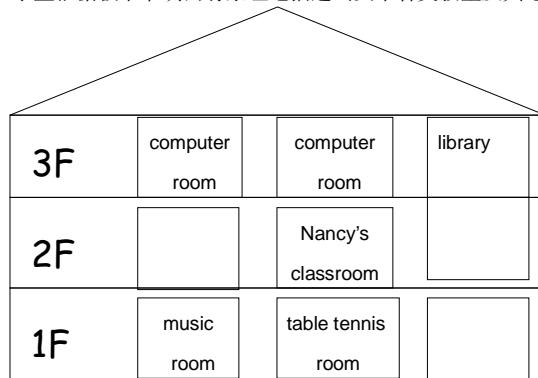 3F
computer
room
computer
room
library
2F
Nancy's
classroom
1F
music
room
table tennis
room